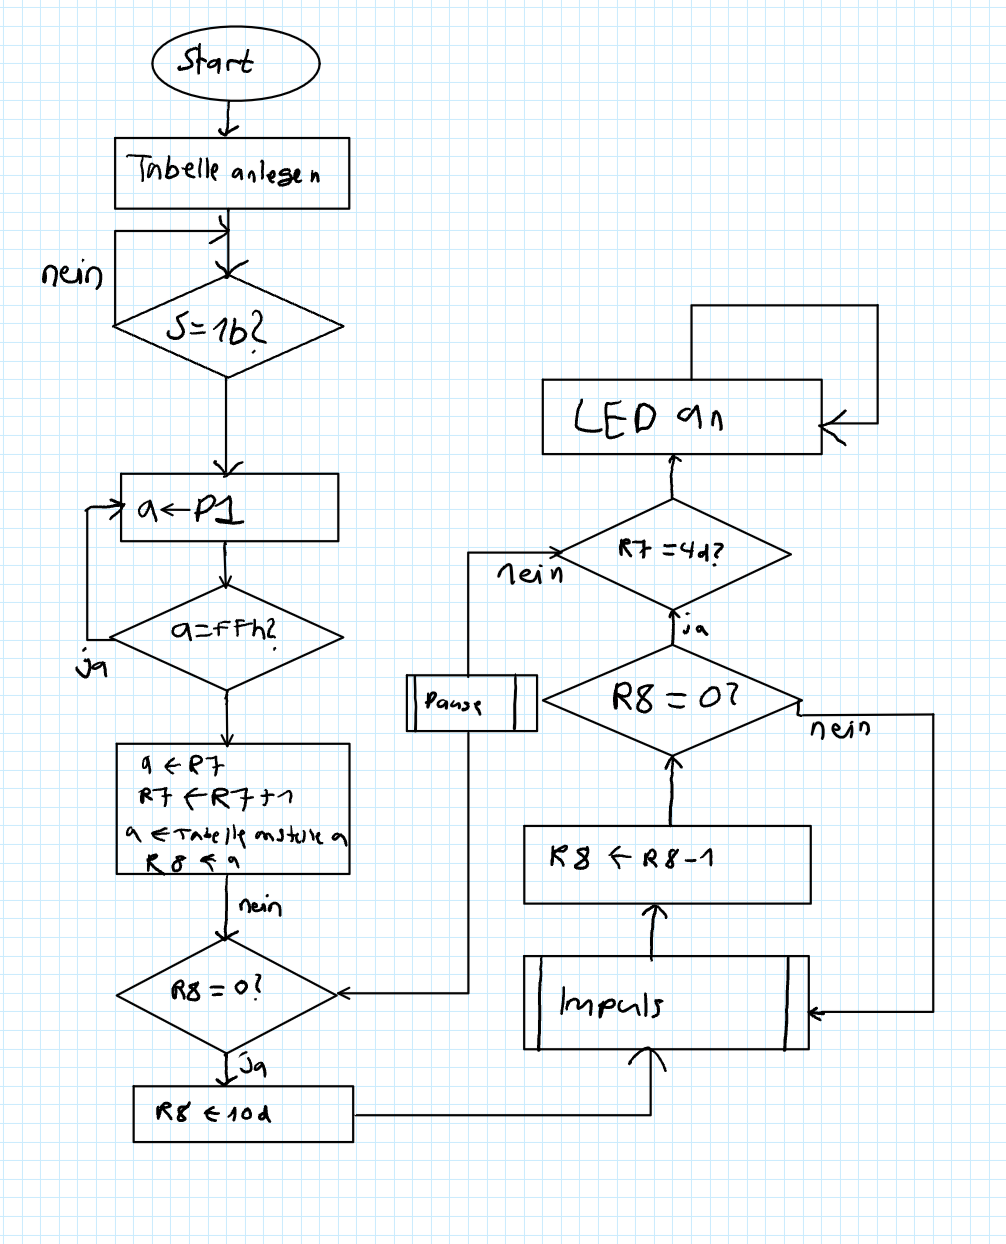 Start
Tabelle anlegen
nein
S=1b?
a←P1
a=FFh?
ja
a ← R7
R7 ← R7+1
a ← Tabelle anstelle a
R8 ← a
nein
R8 = 0?
ja
R8 ← 10d
LED an
R7 = 4d?
nein
ja
Pause
R8 = 0?
nein
R8 ← R8-1
Impuls